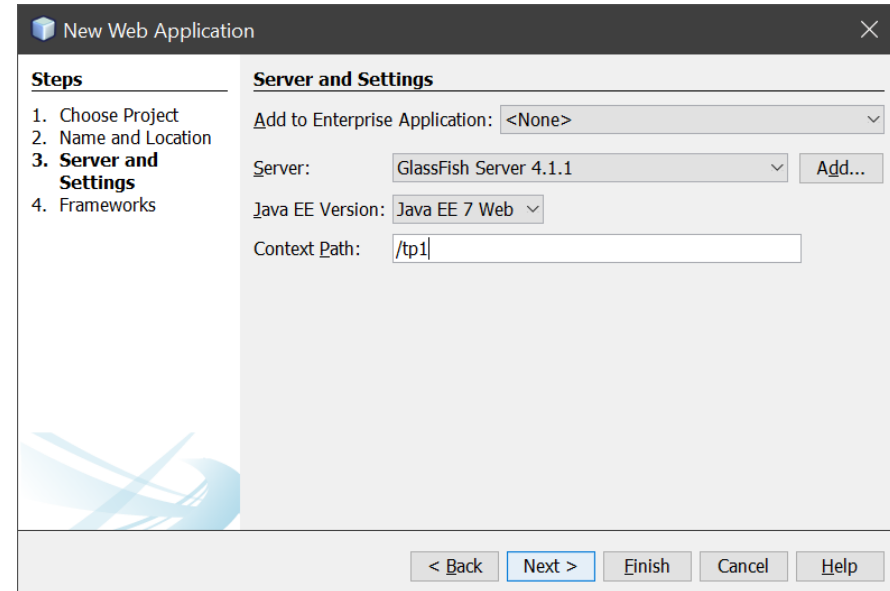 New Web Application
Steps
1. Choose Project
2. Name and Location
3. Server and
Settings
4. Frameworks
Server and Settings
Add to Enterprise Application: <None>
Server: GlassFish Server 4.1.1 Add...
Java EE Version: Java EE 7 Web
Context Path: /tp1
< Back Next > Finish Cancel Help